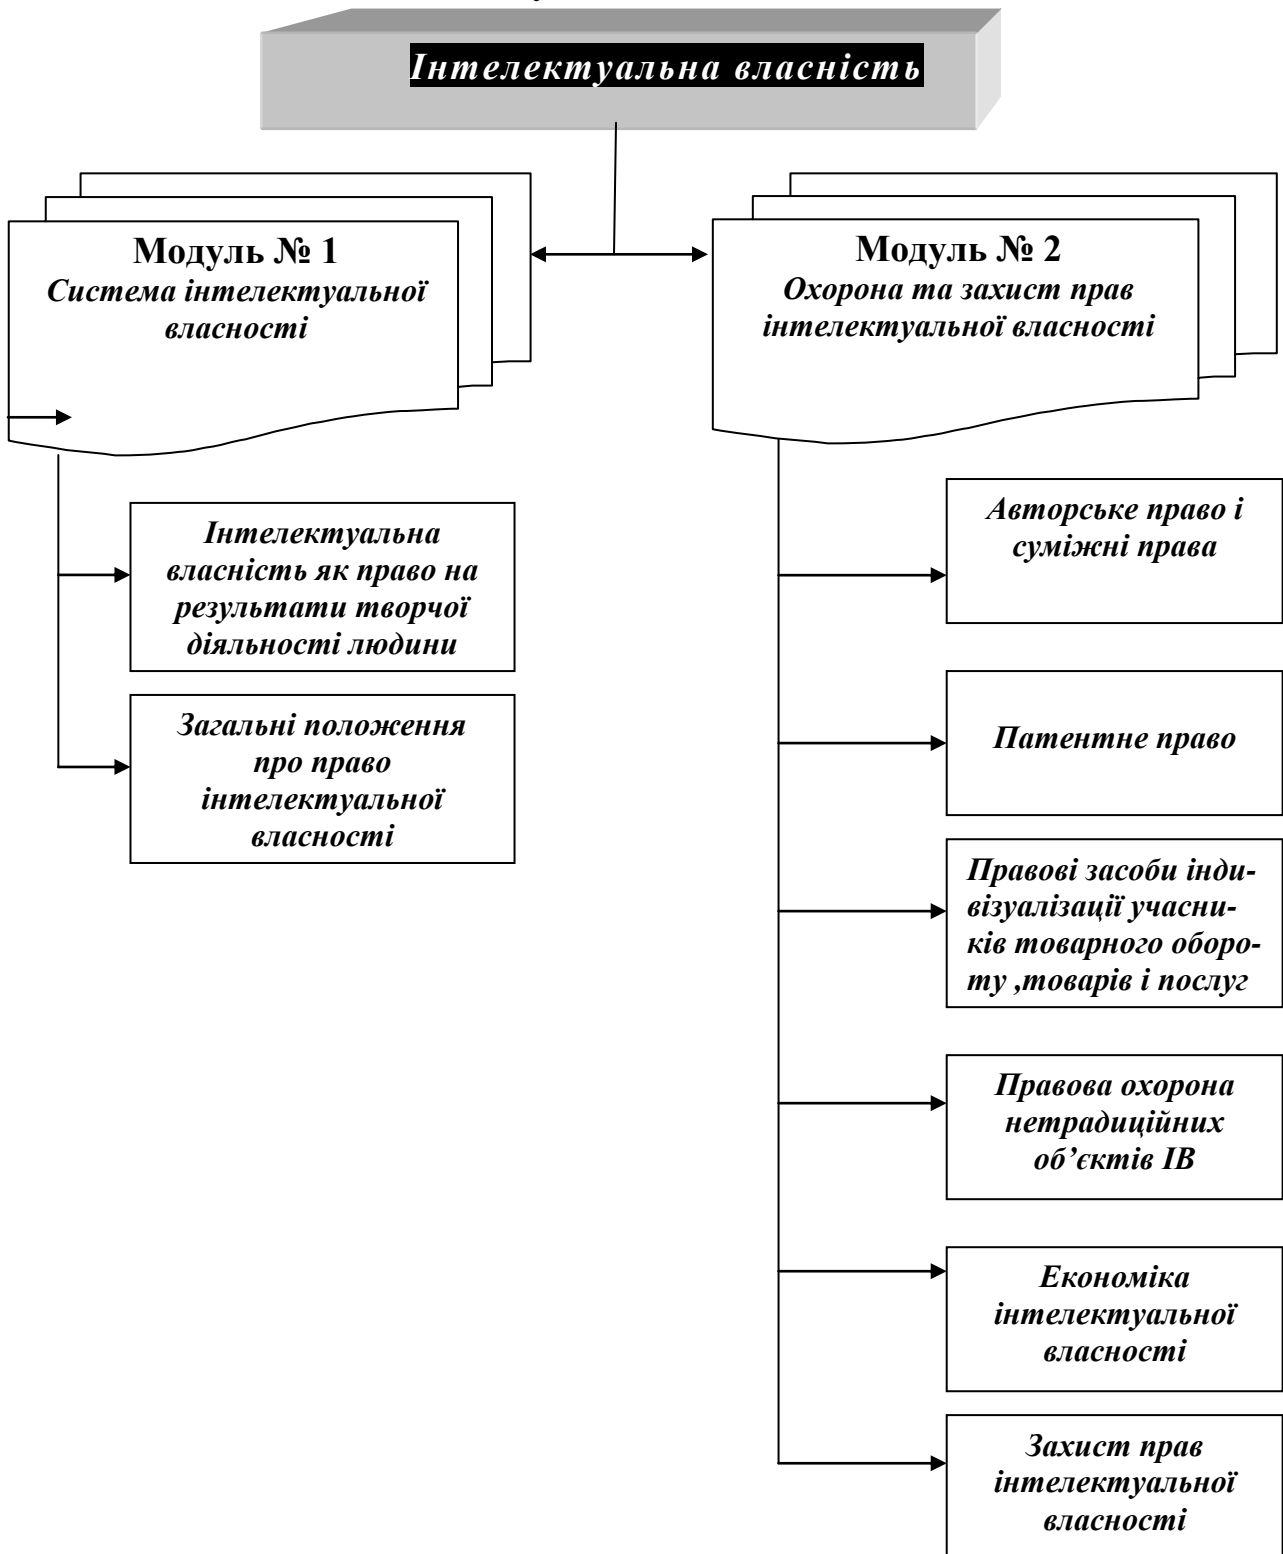 Інтелектуальна власність
Модуль № 1
Система інтелектуальної
власності
Модуль № 2
Охорона та захист прав
інтелектуальної власності
Інтелектуальна
власність як право на
результати творчої
діяльності людини
Загальні положення
про право
інтелектуальної
власності
Авторське право і
суміжні права
Патентне право
Правові засоби інди-
візуалізації учасни-
ків товарного оборо-
ту ,товарів і послуг
Правова охорона
нетрадиційних
об’єктів ІВ
Економіка
інтелектуальної
власності
Захист прав
інтелектуальної
власності